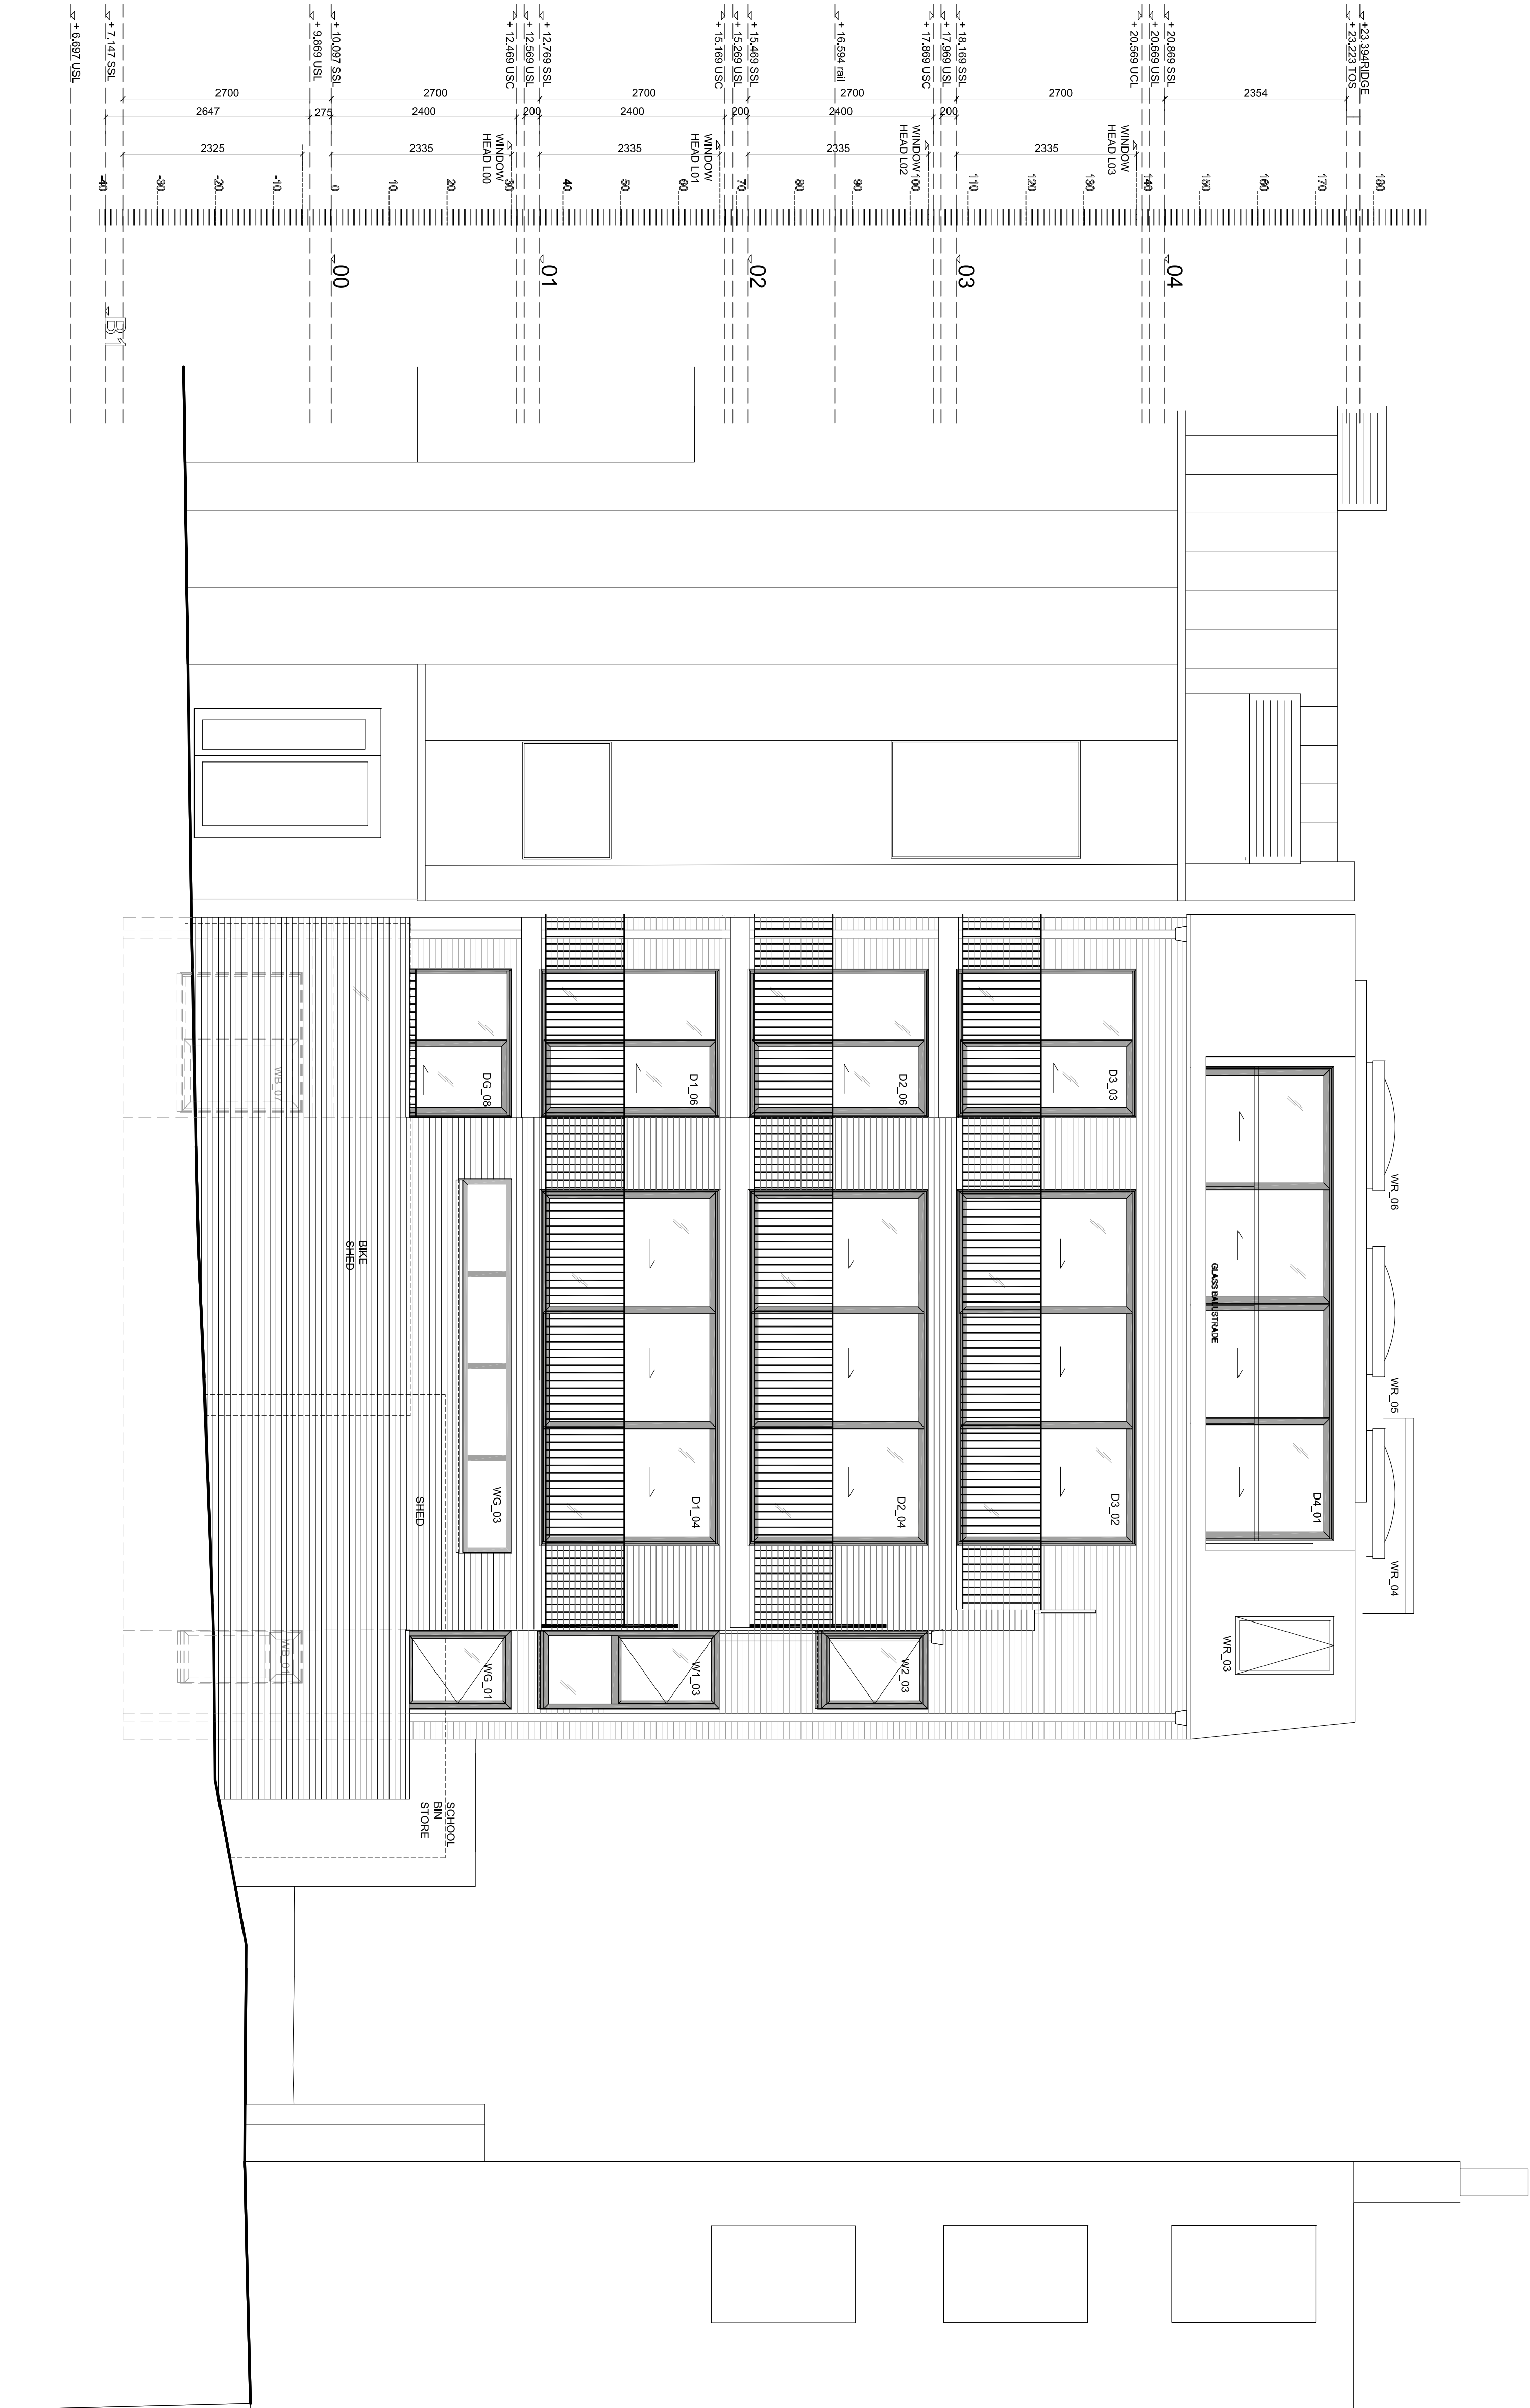 +23.394RIDGE
+ 23.223 TOS
+ 20.869 SSL
+ 20.669 USL
+ 20.569 UCL
+ 18.169 SSL
+ 17.969 USL
+ 17.869 USC
+ 16.594 rail
+ 15.469 SSL
+ 15.269 USL
+ 15.169 USC
+ 12.769 SSL
+ 12.569 USL
+ 12.469 USC
+ 10.097 SSL
+ 9.869 USL
+ 7.147 SSL
+ 6.697 USL
2354
2700
2700
2700
2700
2700
2700
200
2400
200
2400
200
2400
275
2647
2335
2335
2335
2335
2325
WINDOW
HEAD L03
WINDOW
HEAD L02
WINDOW
HEAD L01
WINDOW
HEAD L00
180
170
160
150
140
130
120
110
100
90
80
70
60
50
40
30
20
10
0
-10
-20
-30
-40
04
03
02
01
00
B1
WR_06
WR_05
WR_04
WR_03
D4_01
GLASS BALUSTRADE
D3_03
D3_02
D2_06
D2_04
W2_03
D1_06
D1_04
W1_03
DG_08
WG_03
WG_01
BIKE
SHED
SHED
SCHOOL
BIN
STORE
WB_07
WB_01